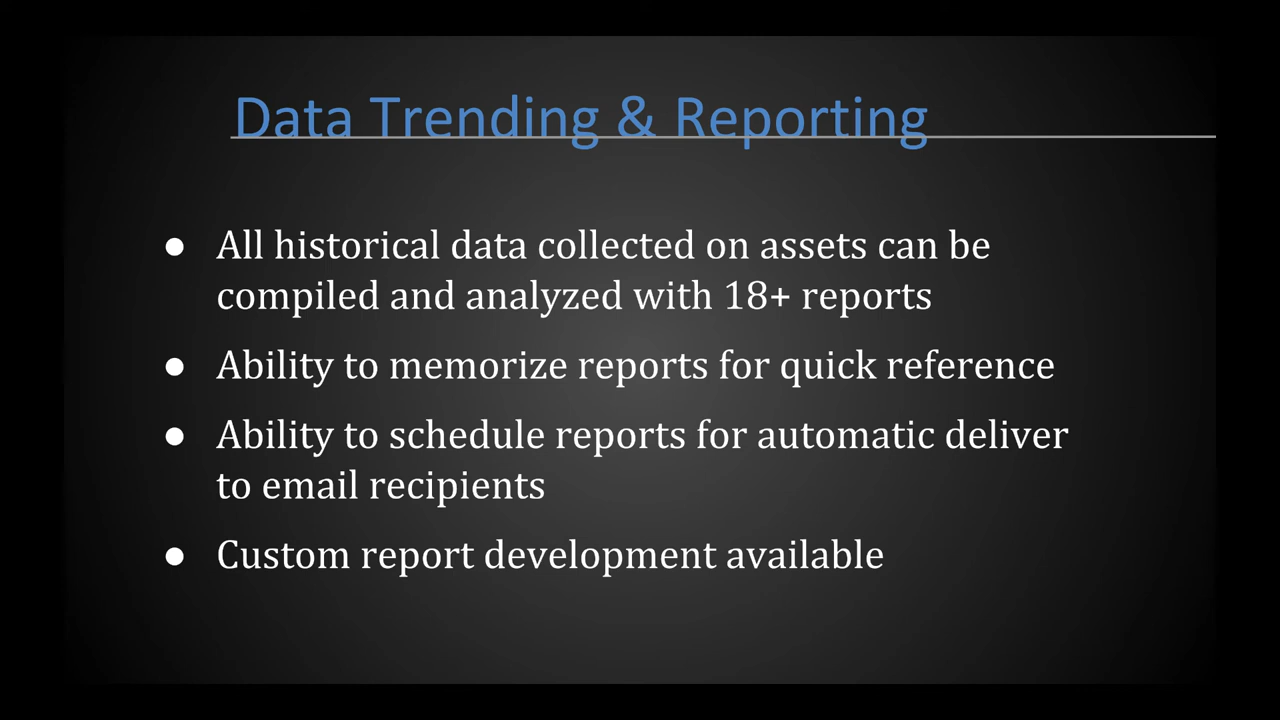 Data Trending & Reporting
● All historical data collected on assets can be
compiled and analyzed with 18+ reports
● Ability to memorize reports for quick reference
● Ability to schedule reports for automatic deliver
to email recipients
● Custom report development available